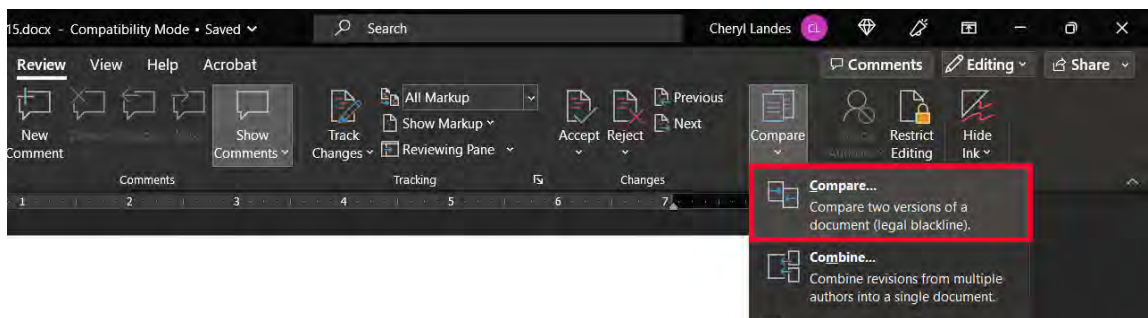 15.docx - Compatibility Mode • Saved
Search
Cheryl Landes
CL
Review View Help Acrobat
Comments
Editing
Share
New
Comment
Show
Comments
Track
Changes
All Markup
Show Markup
Reviewing Pane
Accept
Reject
Previous
Next
Compare
Restrict
Editing
Hide
Ink
Comments
Tracking
Changes
1 2 3 4 5 6 7
Compare...
Compare two versions of a
document (legal blackline).
Combine...
Combine revisions from multiple
authors into a single document.